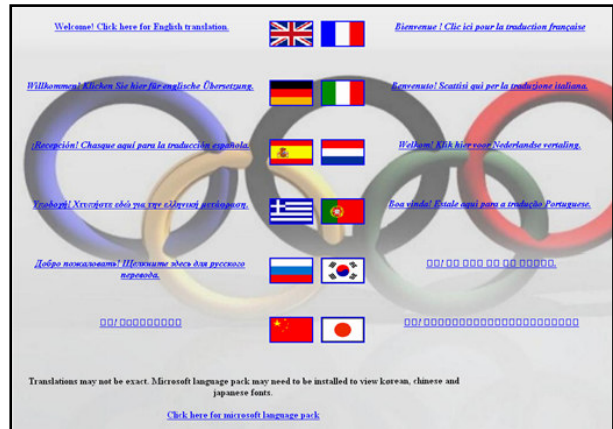 Welcome! Click here for English translation.
Bienvenue ! Clic ici pour la traduction française
Willkommen! Klichen Sie hier für englische Übersetzung.
Benvenuto! Scattisi qui per la traduzione italiana.
¡Recepción! Chasque aquí para la traducción española.
Welkom! Klik hier voor Nederlandse vertaling.
Υποδοχή! Χτυπήστε εδώ για την ελληνική μετάφραση.
Boa vinda! Estale aqui para a tradução Portuguese.
Добро пожаловать! Щелкните здесь для русского
перевода.
Translations may not be exact. Microsoft language pack may need to be installed to view korean, chinese and
japanese fonts.
Click here for microsoft language pack